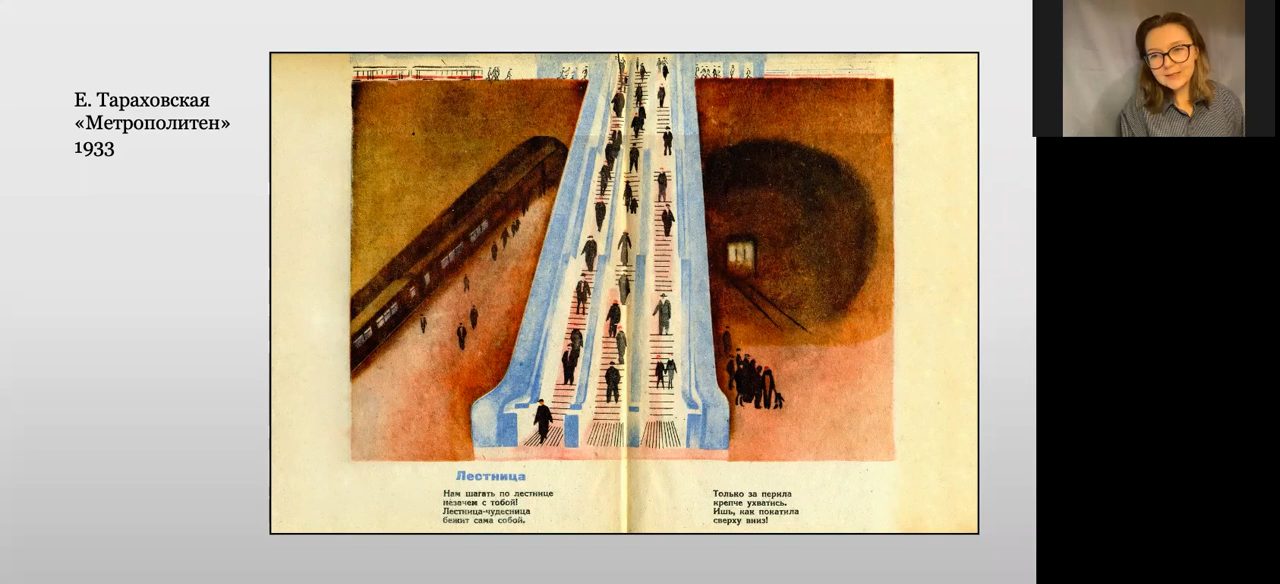 Е. Тараховская
«Метрополитен»
1933
Лестница
Нам шагать по лестнице
незачем с тобой!
Лестница-чудесница
бежит сама собой.
Только за перила
крепче ухватись.
Ишь, как покатила
сверху вниз!